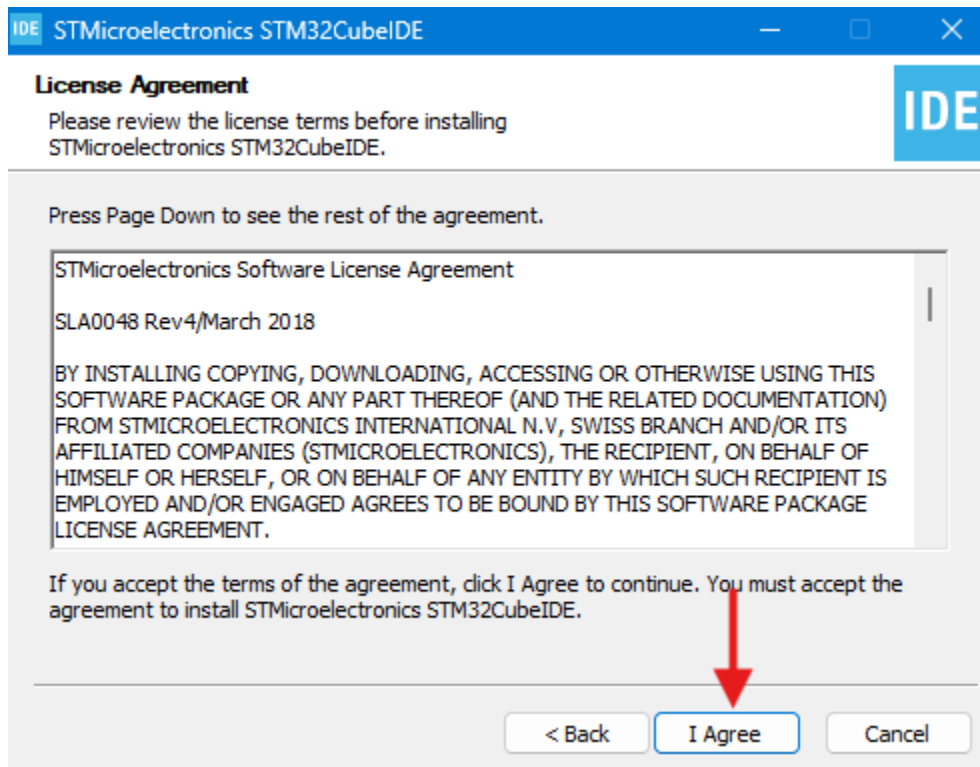 IDE STMicroelectronics STM32CubeIDE
License Agreement
Please review the license terms before installing
STMicroelectronics STM32CubeIDE.
IDE
Press Page Down to see the rest of the agreement.
STMicroelectronics Software License Agreement
SLA0048 Rev4/March 2018
BY INSTALLING COPYING, DOWNLOADING, ACCESSING OR OTHERWISE USING THIS
SOFTWARE PACKAGE OR ANY PART THEREOF (AND THE RELATED DOCUMENTATION)
FROM STMICROELECTRONICS INTERNATIONAL N.V, SWISS BRANCH AND/OR ITS
AFFILIATED COMPANIES (STMICROELECTRONICS), THE RECIPIENT, ON BEHALF OF
HIMSELF OR HERSELF, OR ON BEHALF OF ANY ENTITY BY WHICH SUCH RECIPIENT IS
EMPLOYED AND/OR ENGAGED AGREES TO BE BOUND BY THIS SOFTWARE PACKAGE
LICENSE AGREEMENT.
If you accept the terms of the agreement, click I Agree to continue. You must accept the
agreement to install STMicroelectronics STM32CubeIDE.
< Back I Agree Cancel